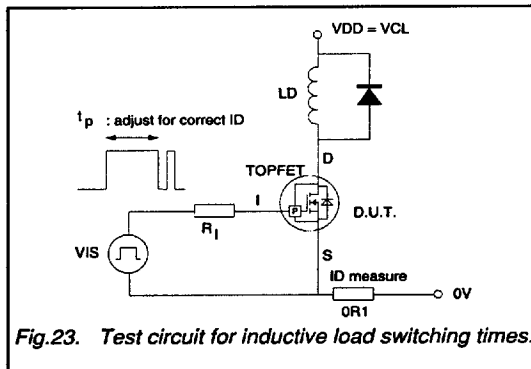 VDD = VCL
LD
t p : adjust for correct ID
D
TOPFET
I
P
D.U.T.
RI
VIS
S
ID measure
0V
0R1
Fig.23. Test circuit for inductive load switching times.